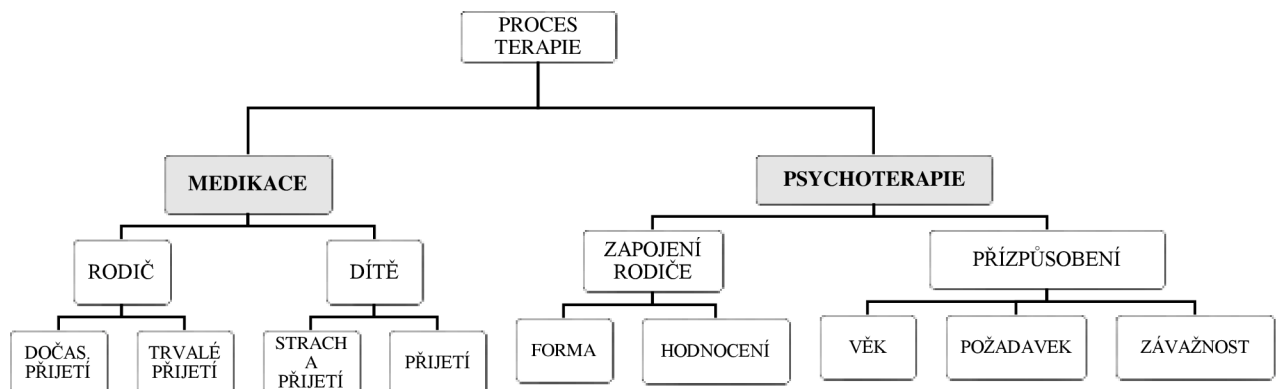 PROCES
TERAPIE
MEDIKACE
PSYCHOTERAPIE
RODIČ
DÍTĚ
ZAPOJENÍ
RODIČE
PŘÍZPŮSOBENÍ
DOČAS.
PŘIJETÍ
TRVALÉ
PŘIJETÍ
STRACH
A
PŘIJETÍ
PŘIJETÍ
FORMA
HODNOCENÍ
VĚK
POŽADAVEK
ZÁVAŽNOST